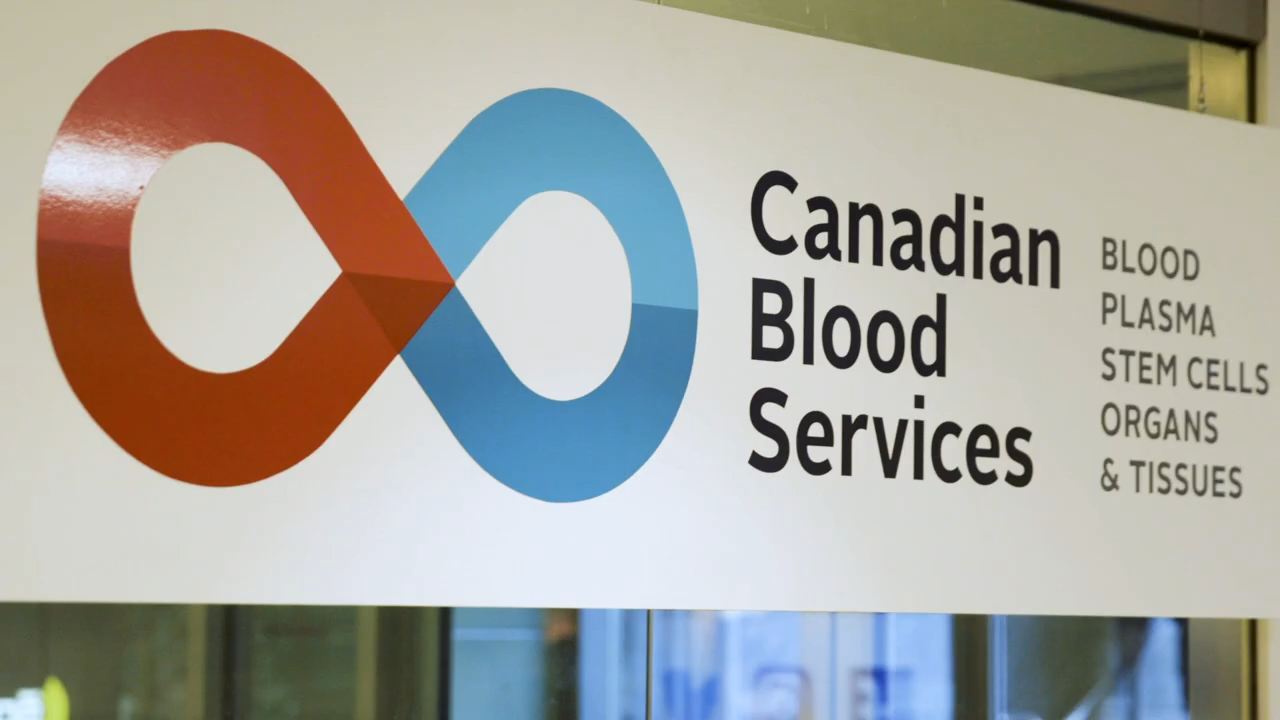 Canadian
Blood
Services
BLOOD
PLASMA
STEM CELLS
ORGANS
& TISSUES